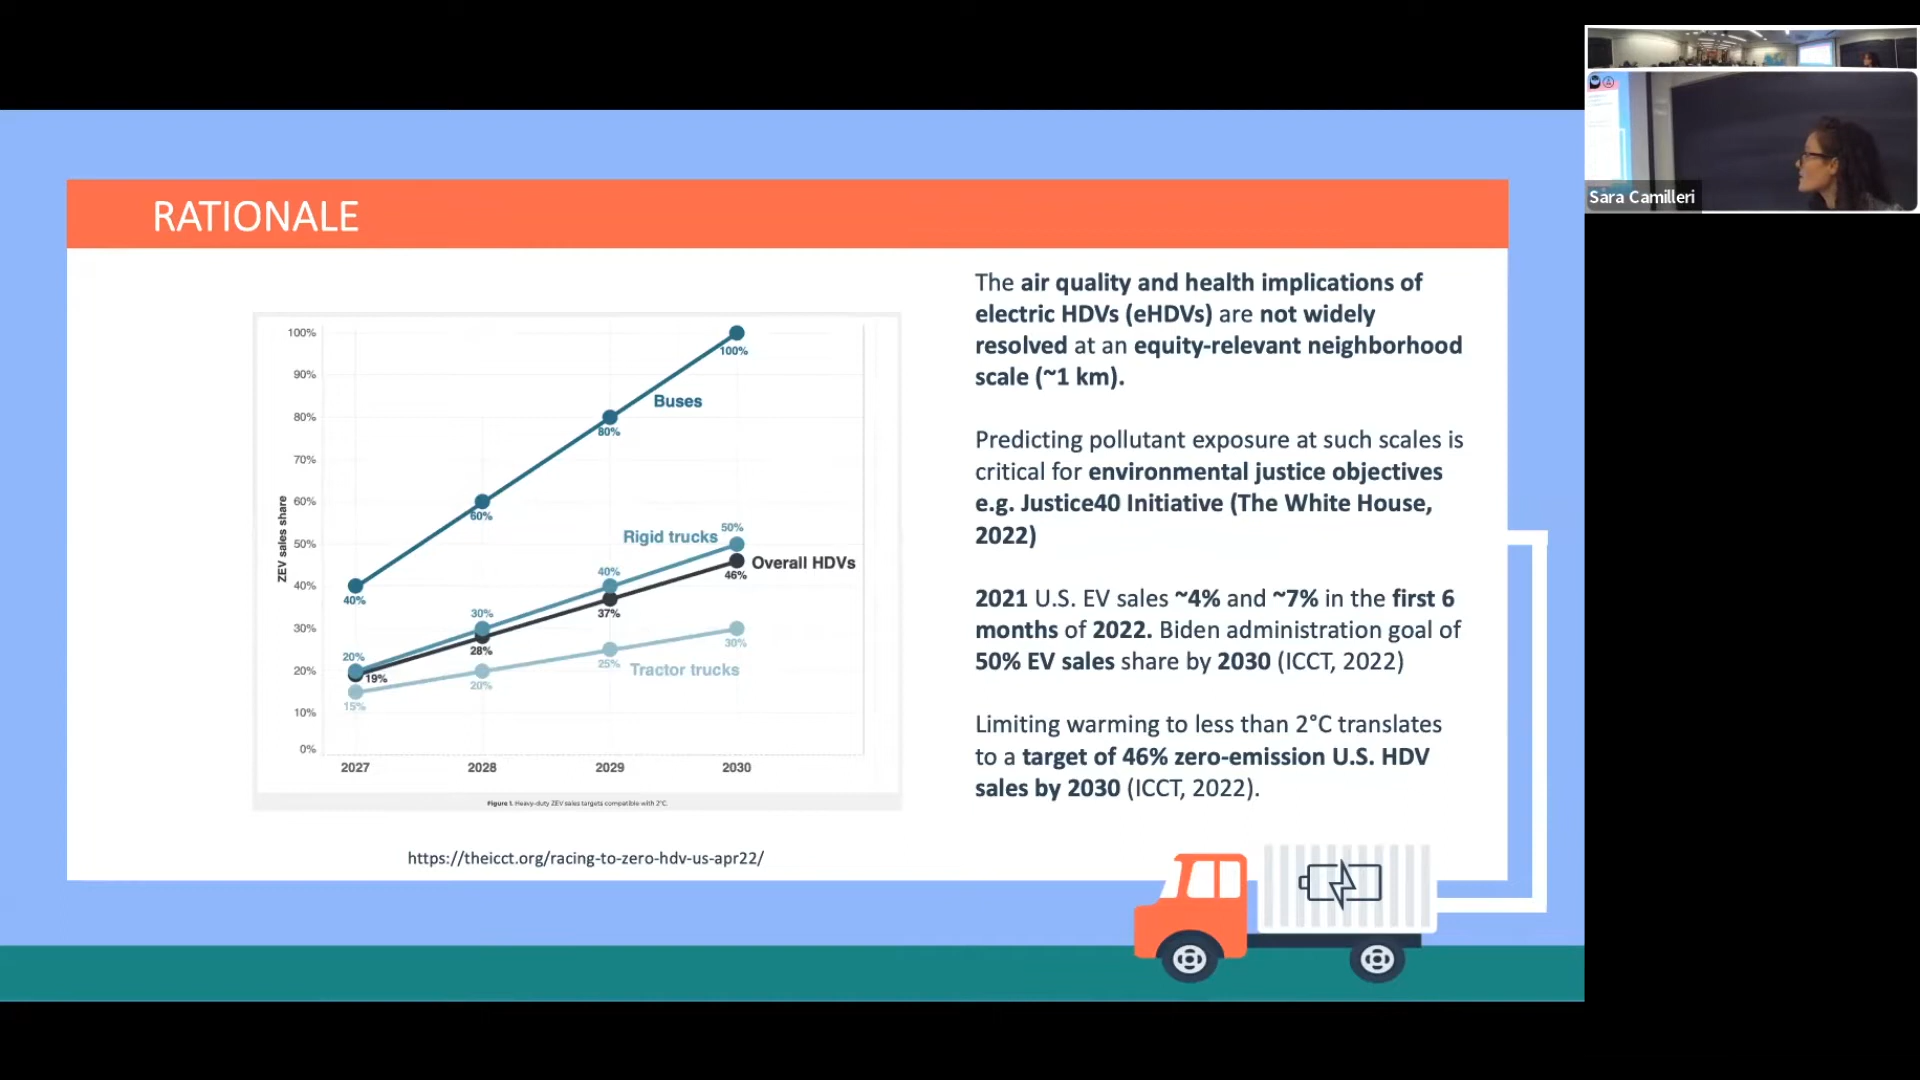 RATIONALE
100%
90%
80%
70%
60%
50%
40%
30%
20%
10%
0%
ZEV sales share
2027
2028
2029
2030
Buses
40%
60%
80%
100%
Rigid trucks
20%
30%
40%
50%
Overall HDVs
19%
28%
37%
46%
Tractor trucks
15%
20%
25%
30%
Figure 1. Heavy-duty ZEV sales targets compatible with 2°C.
https://theicct.org/racing-to-zero-hdv-us-apr22/
The air quality and health implications of
electric HDVs (eHDVs) are not widely
resolved at an equity-relevant neighborhood
scale (~1 km).
Predicting pollutant exposure at such scales is
critical for environmental justice objectives
e.g. Justice40 Initiative (The White House,
2022)
2021 U.S. EV sales ~4% and ~7% in the first 6
months of 2022. Biden administration goal of
50% EV sales share by 2030 (ICCT, 2022)
Limiting warming to less than 2°C translates
to a target of 46% zero-emission U.S. HDV
sales by 2030 (ICCT, 2022).
Sara Camilleri